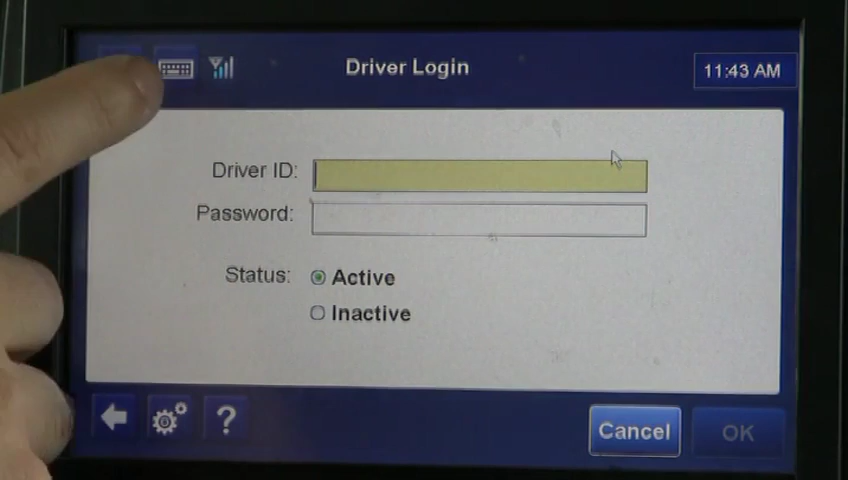 Driver Login
11:43 AM
Driver ID:
Password:
Status: Active
Inactive
?
Cancel
OK